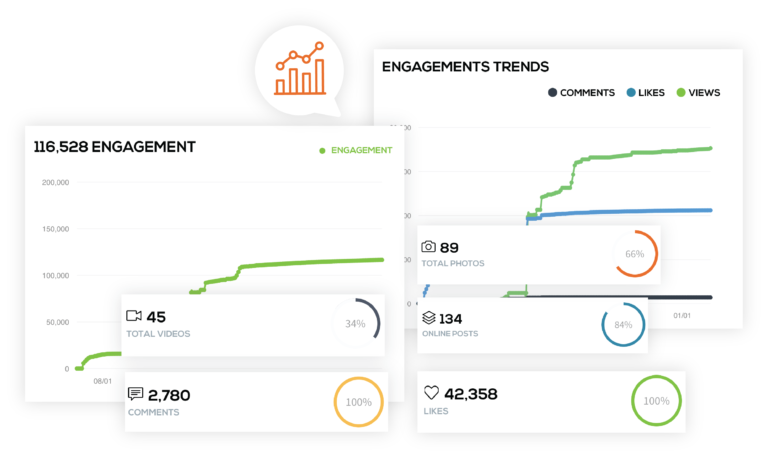 ENGAGEMENTS TRENDS
COMMENTS LIKES VIEWS
116,528 ENGAGEMENT
ENGAGEMENT
200,000
150,000
100,000
50,000
0
08/01
89
TOTAL PHOTOS
66%
45
TOTAL VIDEOS
34%
0
01/01
134
ONLINE POSTS
84%
2,780
COMMENTS
100%
42,358
LIKES
100%